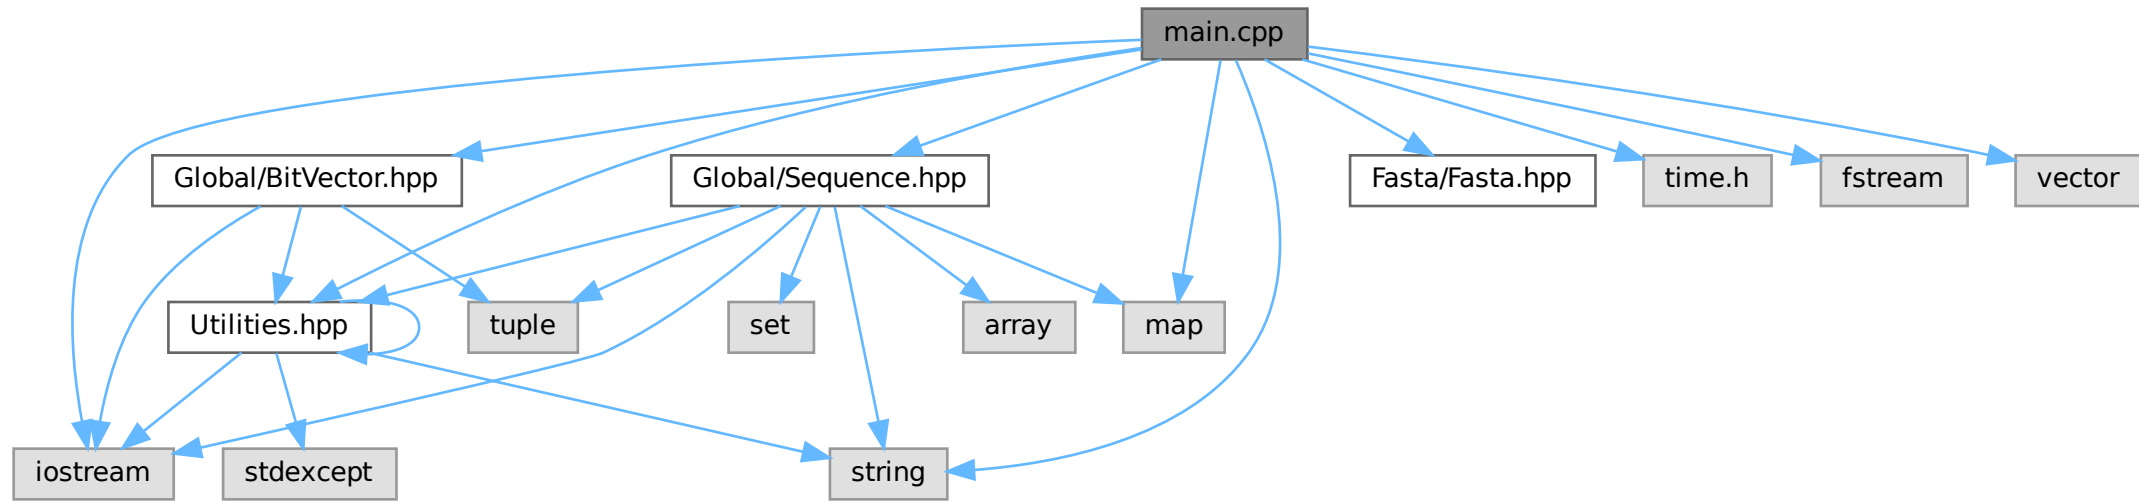 main.cpp
Global/BitVector.hpp
Global/Sequence.hpp
Fasta/Fasta.hpp
time.h
fstream
vector
Utilities.hpp
tuple
set
array
map
iostream
stdexcept
string